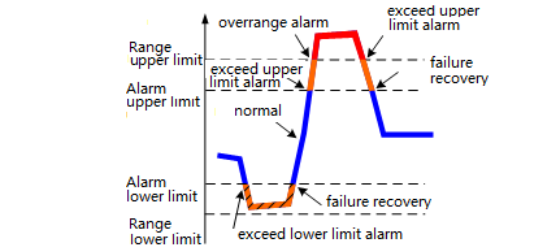 exceed upper
limit alarm
overrange alarm
Range
upper limit
exceed upper
limit alarm
failure
recovery
Alarm
upper limit
normal
Alarm
lower limit
failure recovery
Range
lower limit
exceed lower limit alarm